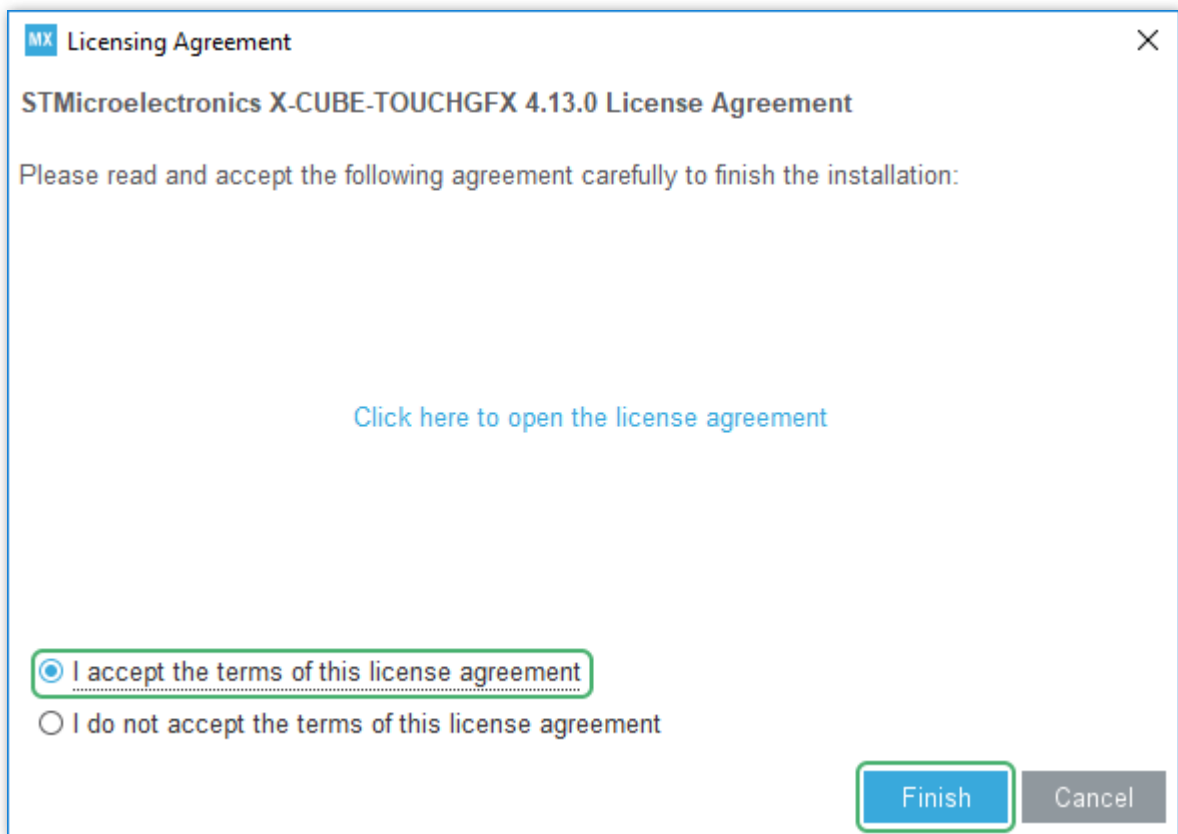 MX Licensing Agreement
STMicroelectronics X-CUBE-TOUCHGFX 4.13.0 License Agreement
Please read and accept the following agreement carefully to finish the installation:
Click here to open the license agreement
I accept the terms of this license agreement
I do not accept the terms of this license agreement
Finish Cancel